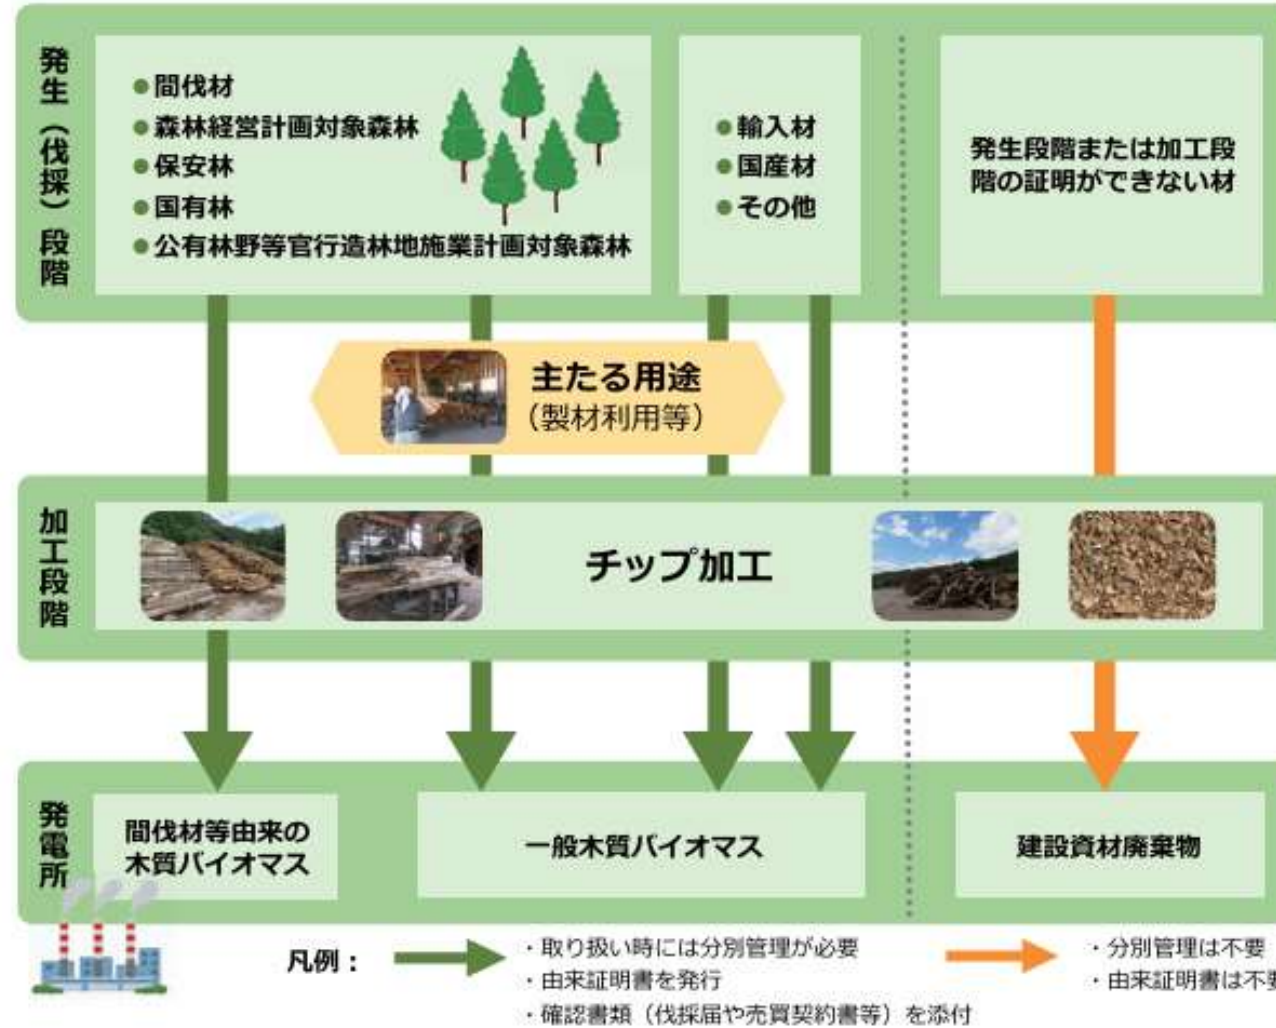 発生（伐採）段階
●間伐材
●森林経営計画対象森林
●保安林
●国有林
●公有林野等官行造林地施業計画対象森林
●輸入材
●国産材
●その他
発生段階または加工段
階の証明ができない材
主たる用途
（製材利用等）
加工段階
チップ加工
発電所
間伐材等由来の
木質バイオマス
一般木質バイオマス
建設資材廃棄物
凡例：
・取り扱い時には分別管理が必要
・由来証明書を発行
・確認書類（伐採届や売買契約書等）を添付
・分別管理は不要
・由来証明書は不要